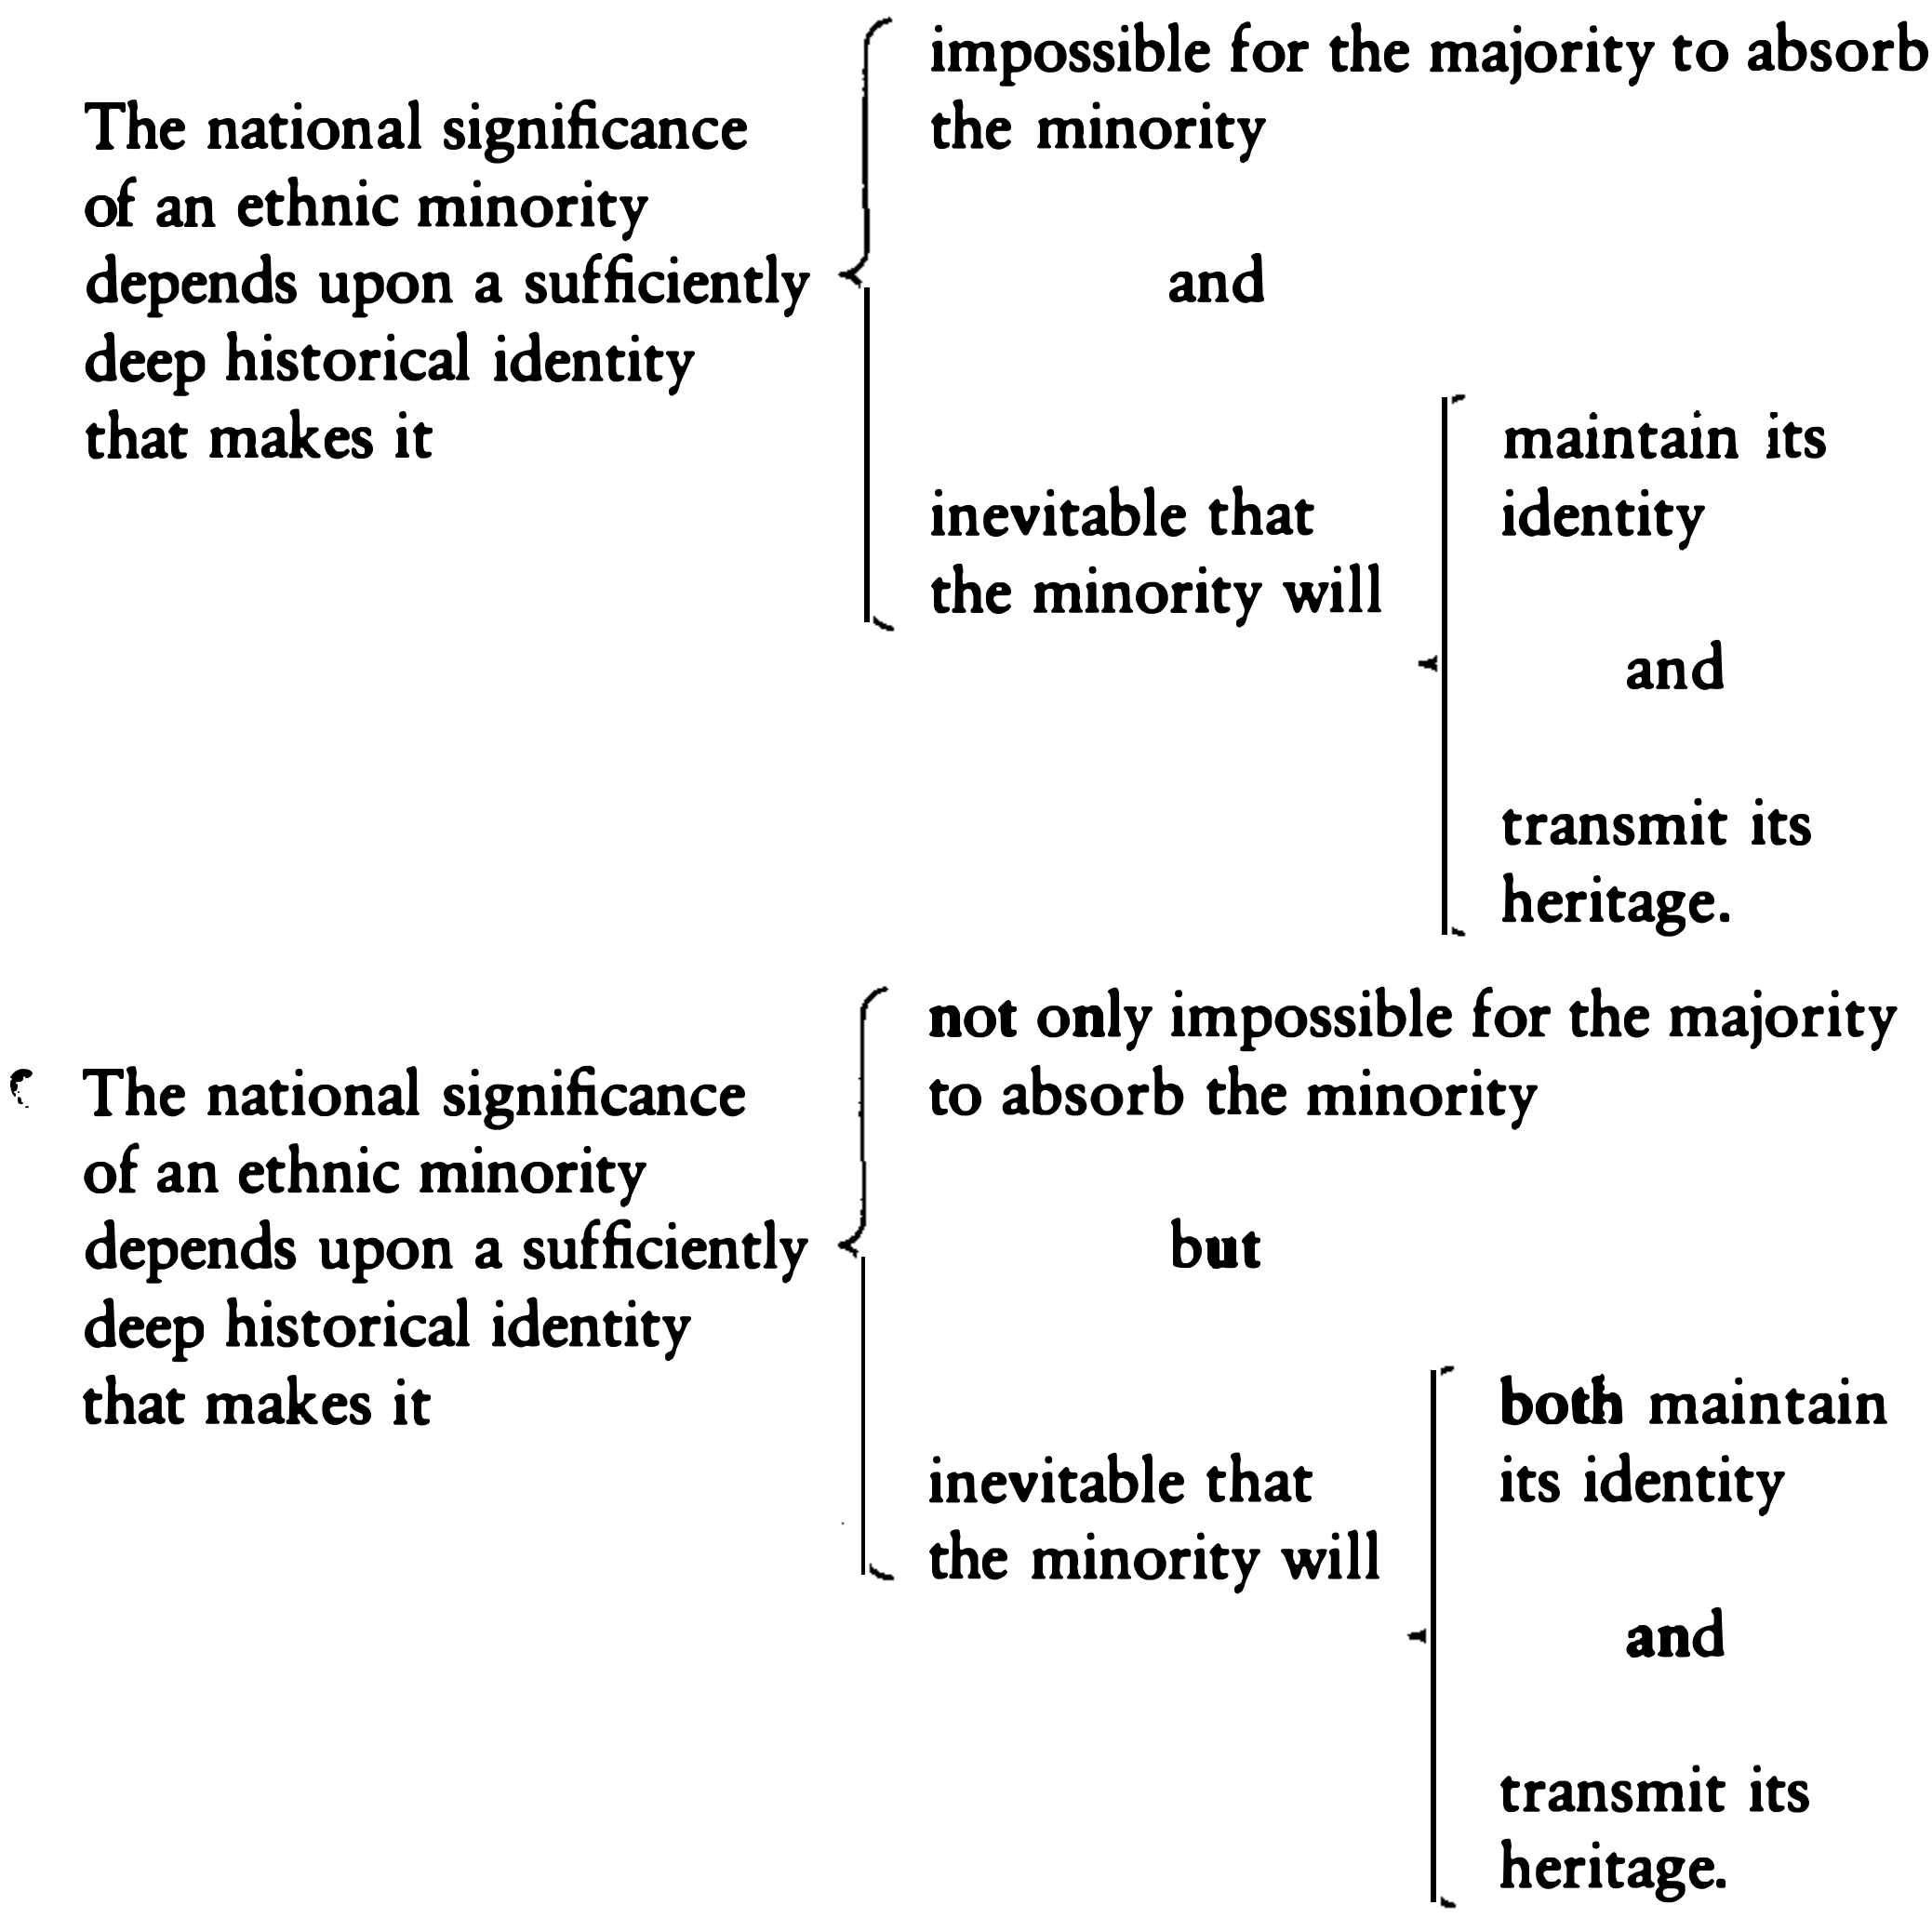 The national significance
of an ethnic minority
depends upon a sufficiently
deep historical identity
that makes it
impossible for the majority to absorb
the minority
and
inevitable that
the minority will
maintain its
identity
and
transmit its
heritage.
The national significance
of an ethnic minority
depends upon a sufficiently
deep historical identity
that makes it
not only impossible for the majority
to absorb the minority
but
inevitable that
the minority will
both maintain
its identity
and
transmit its
heritage.